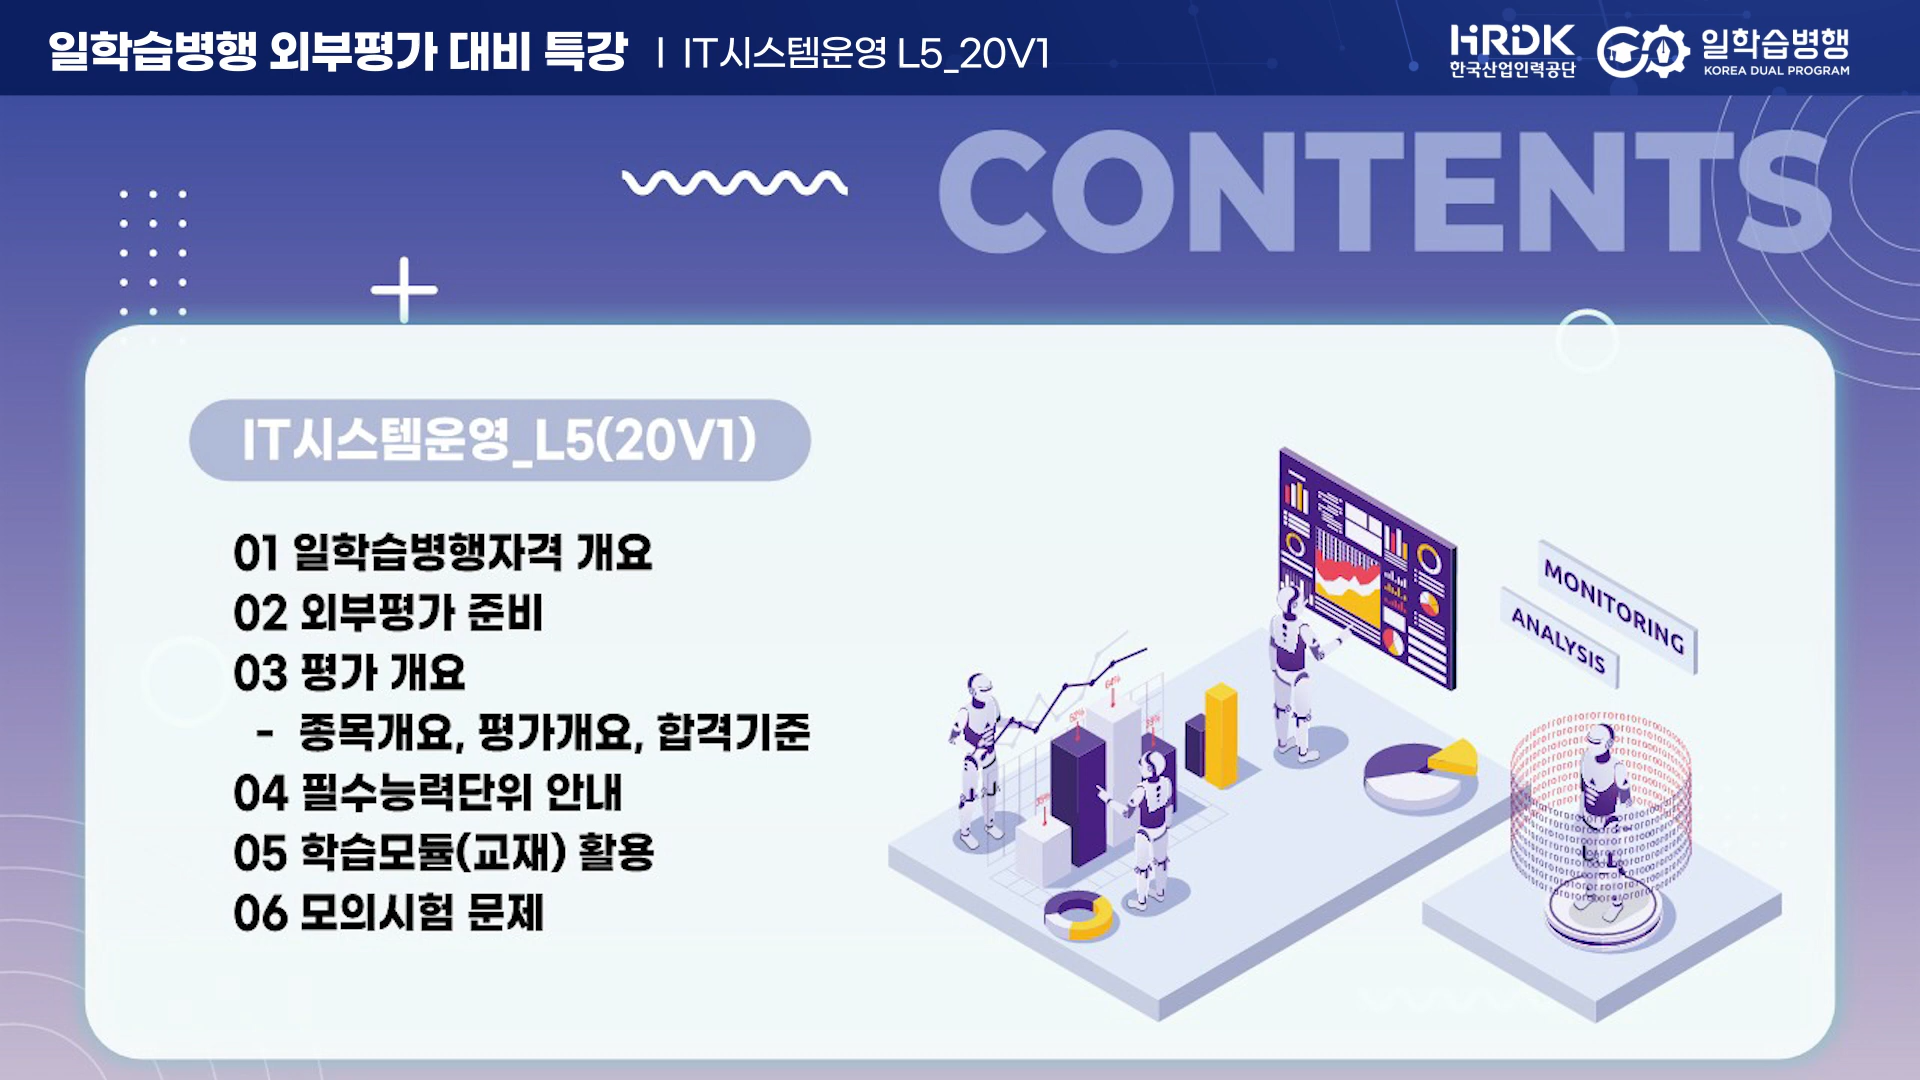 일학습병행 외부평가 대비 특강 | IT시스템운영 L5_20V1
HRDK
한국산업인력공단
일학습병행
KOREA DUAL PROGRAM
CONTENTS
IT시스템운영_L5(20V1)
01 일학습병행자격 개요
02 외부평가 준비
03 평가 개요
- 종목개요, 평가개요, 합격기준
04 필수능력단위 안내
05 학습모듈(교재) 활용
06 모의시험 문제
MONITORING
ANALYSIS
64%